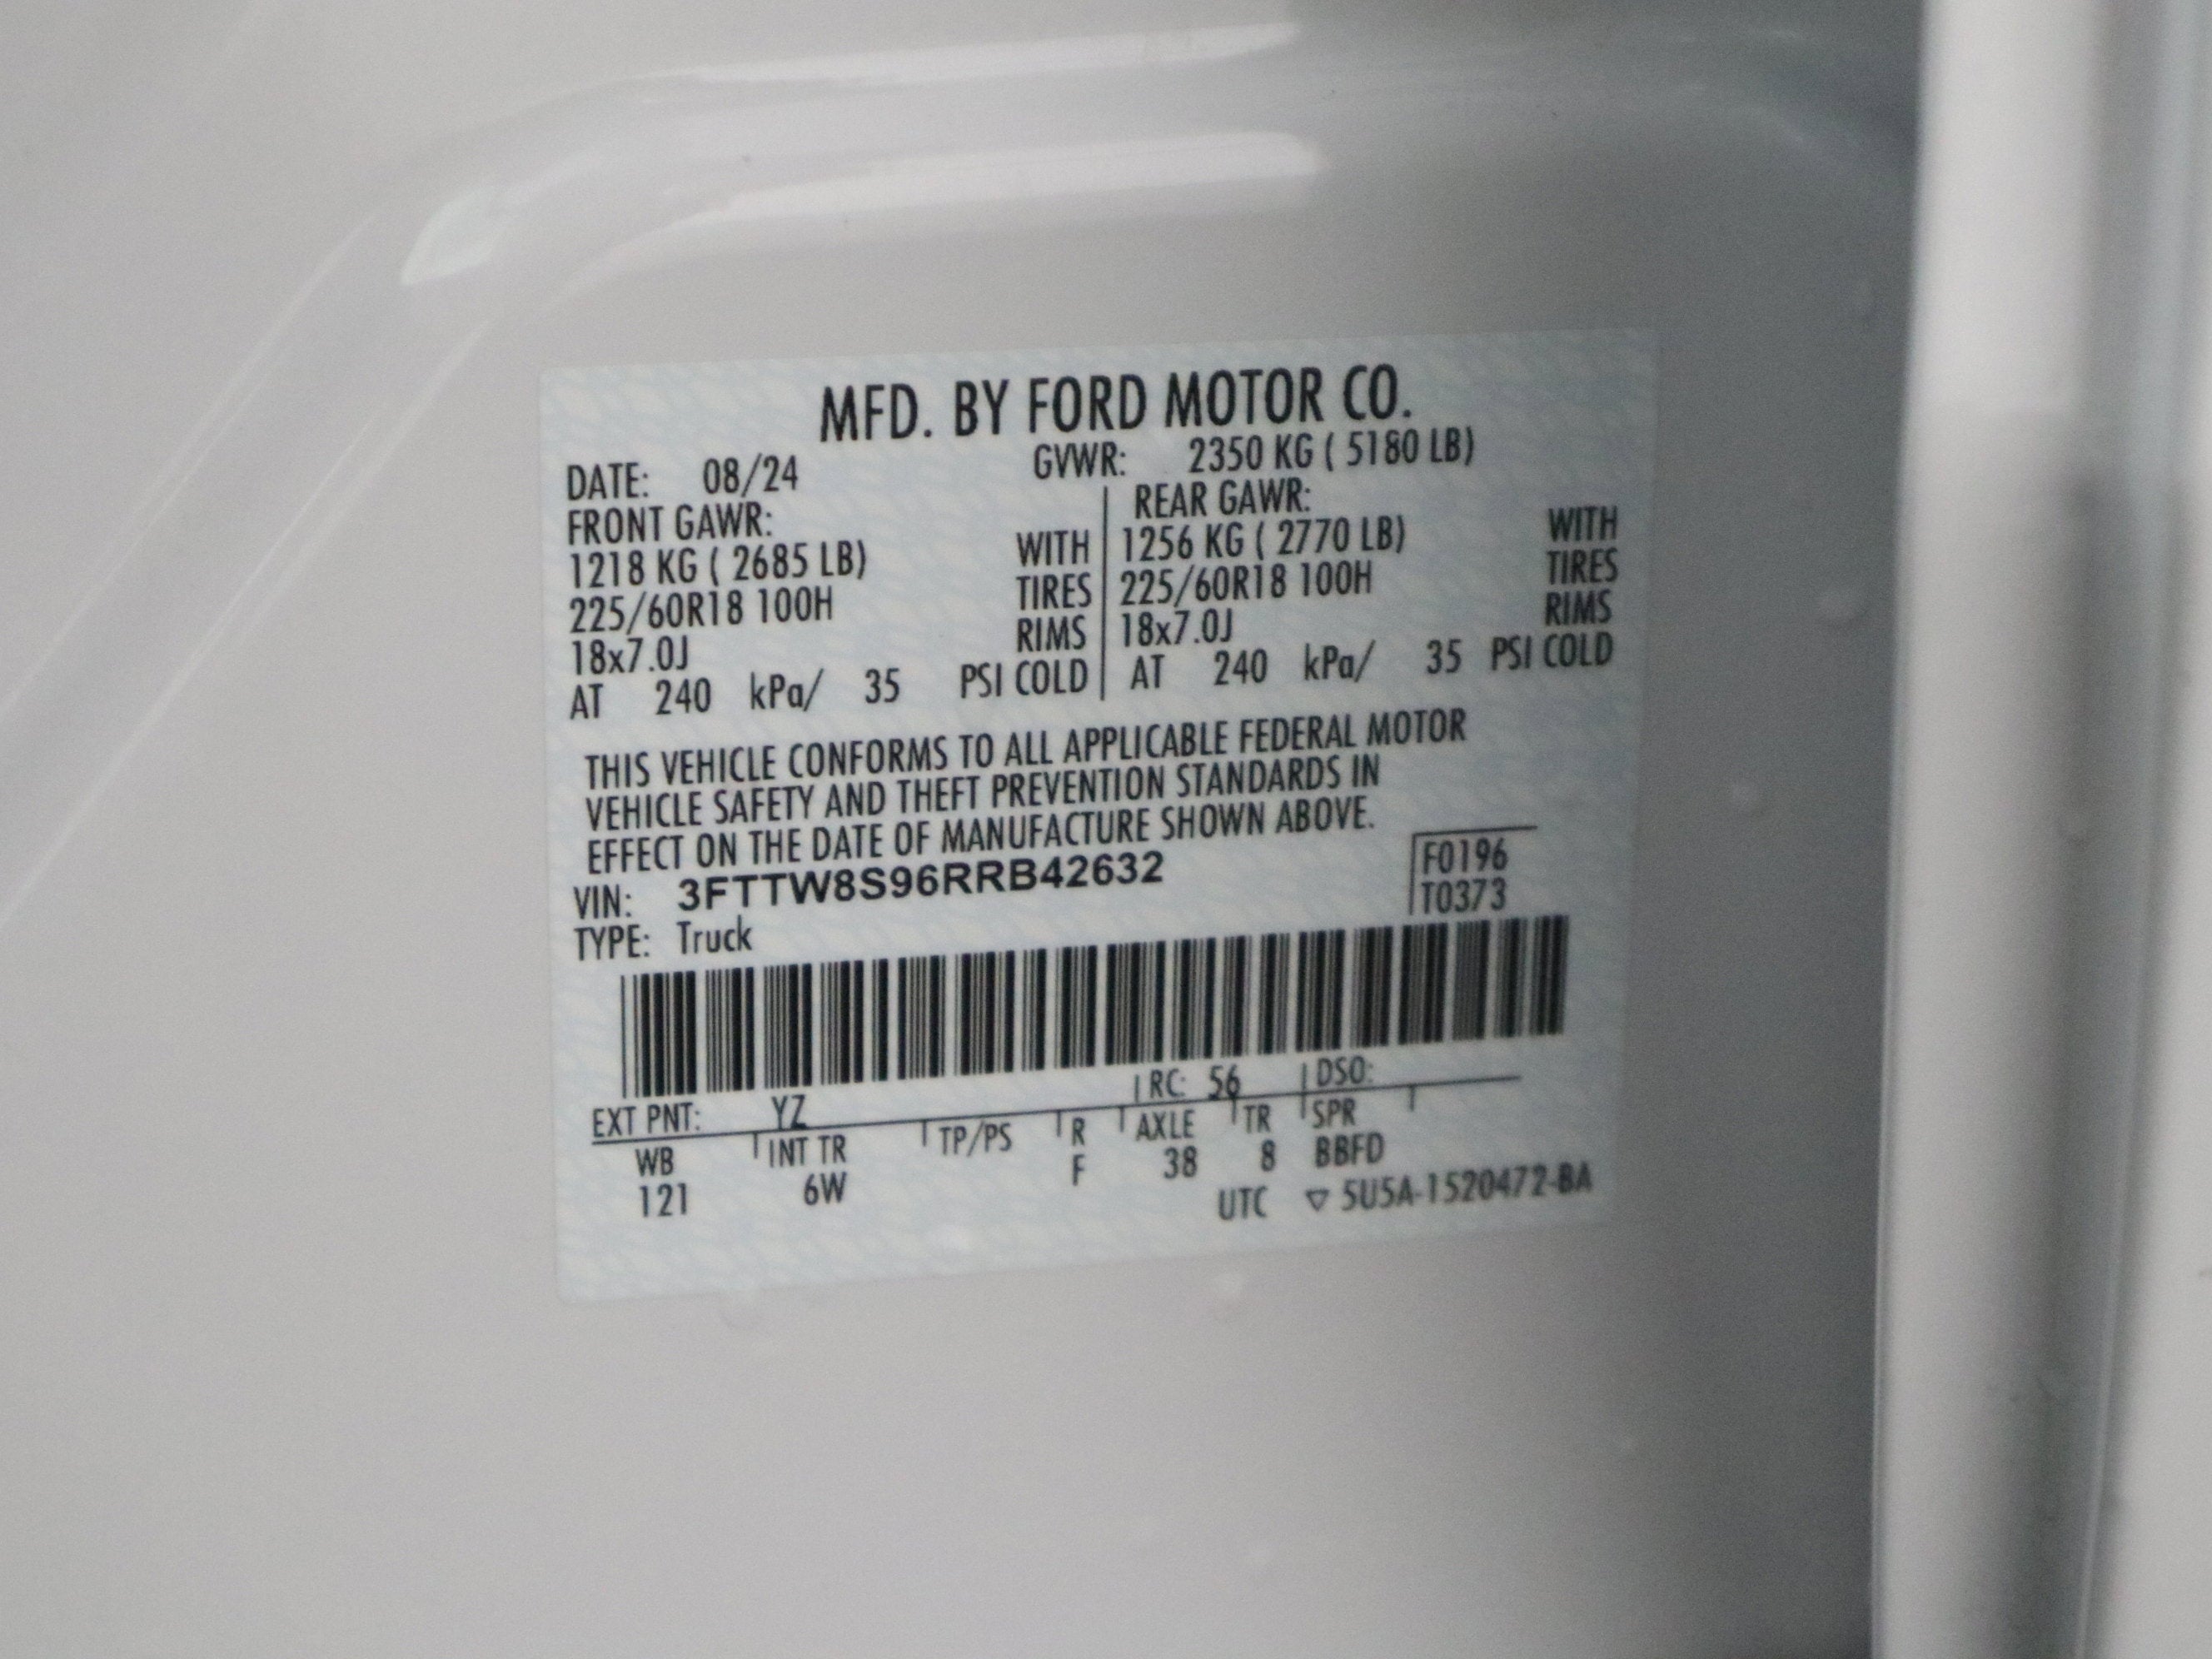 MFD. BY FORD MOTOR CO.
DATE: 08/24 GVWR: 2350 KG ( 5180 LB)
FRONT GAWR: REAR GAWR:
1218 KG ( 2685 LB) WITH 1256 KG ( 2770 LB) WITH
225/60R18 100H TIRES 225/60R18 100H TIRES
18x7.0J RIMS 18x7.0J RIMS
AT 240 kPa/ 35 PSI COLD AT 240 kPa/ 35 PSI COLD
THIS VEHICLE CONFORMS TO ALL APPLICABLE FEDERAL MOTOR
VEHICLE SAFETY AND THEFT PREVENTION STANDARDS IN
EFFECT ON THE DATE OF MANUFACTURE SHOWN ABOVE.
VIN: 3FTTW8S96RRB42632 F0196
TYPE: Truck T0373
EXT PNT: YZ RC: 56 DSO:
WB INT TR TP/PS R AXLE TR SPR
121 6W F 38 8 BBFD
UTC ▽ 5U5A-1520472-BA